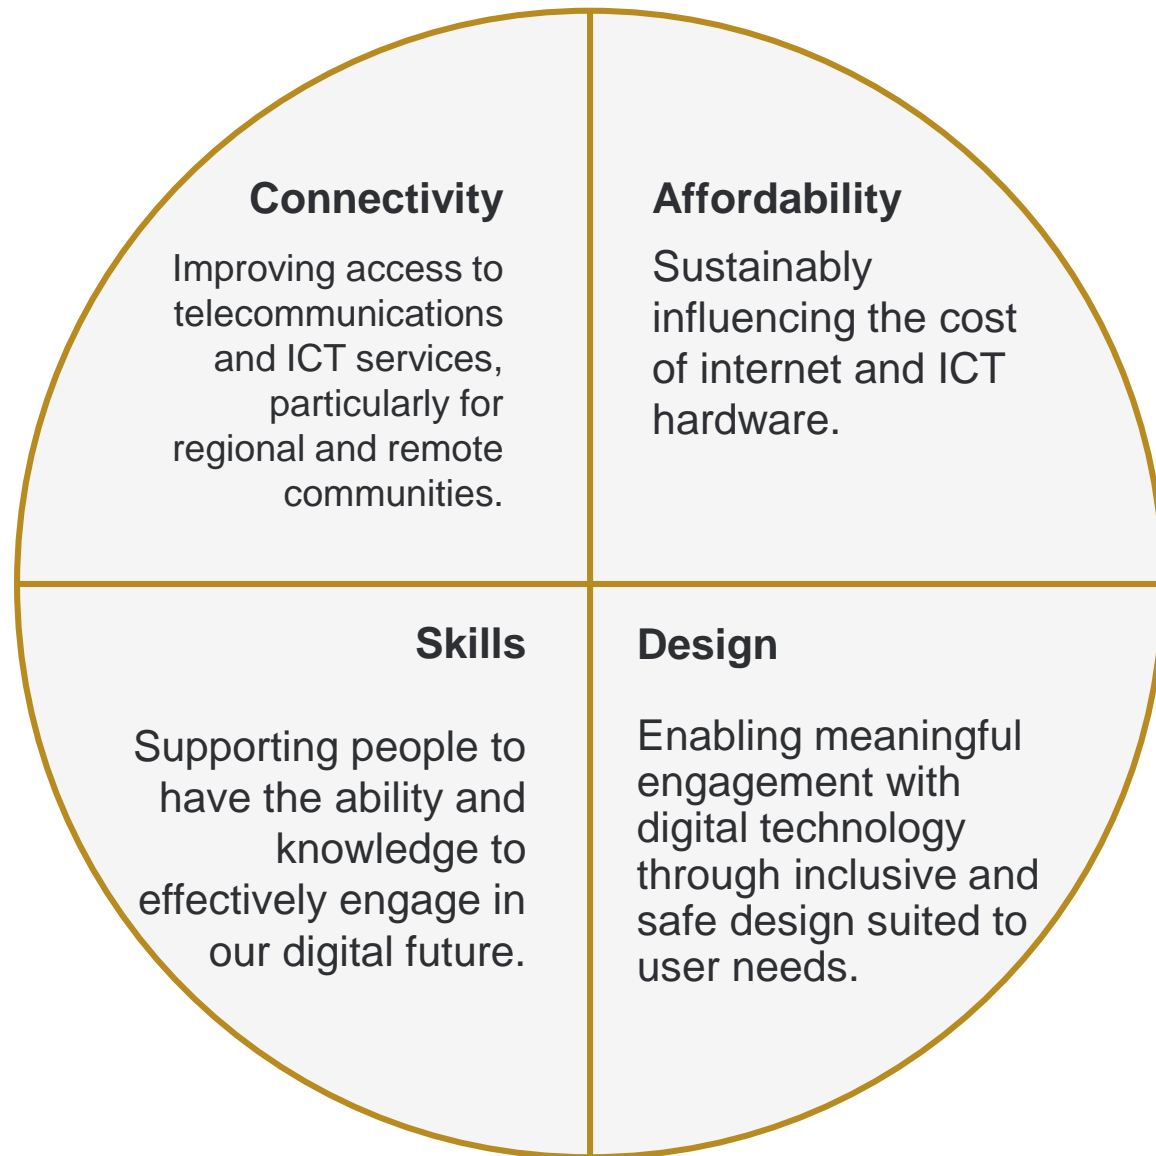 Connectivity
Improving access to
telecommunications
and ICT services,
particularly for
regional and remote
communities.
Affordability
Sustainably
influencing the cost
of internet and ICT
hardware.
Skills
Supporting people to
have the ability and
knowledge to
effectively engage in
our digital future.
Design
Enabling meaningful
engagement with
digital technology
through inclusive and
safe design suited to
user needs.